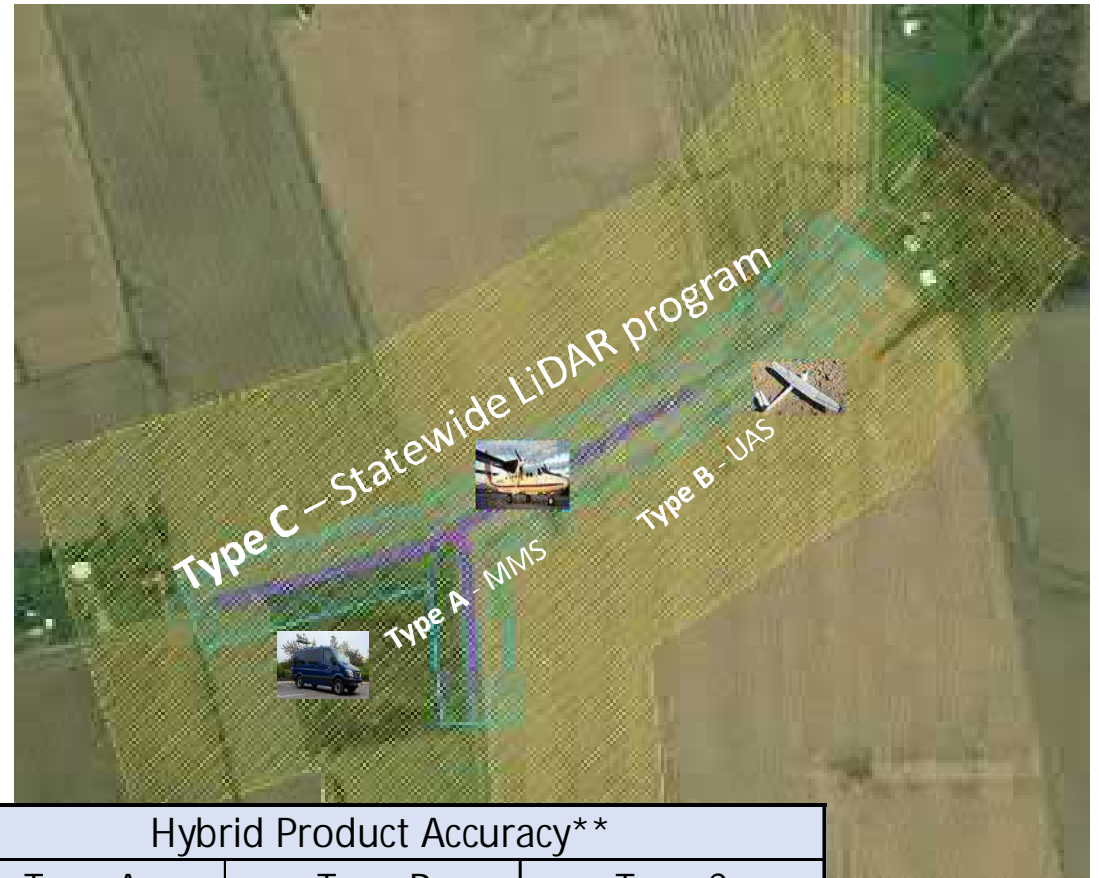 Type C – Statewide LiDAR program
Type B - UAS
Type A - MMS
Hybrid Product Accuracy**